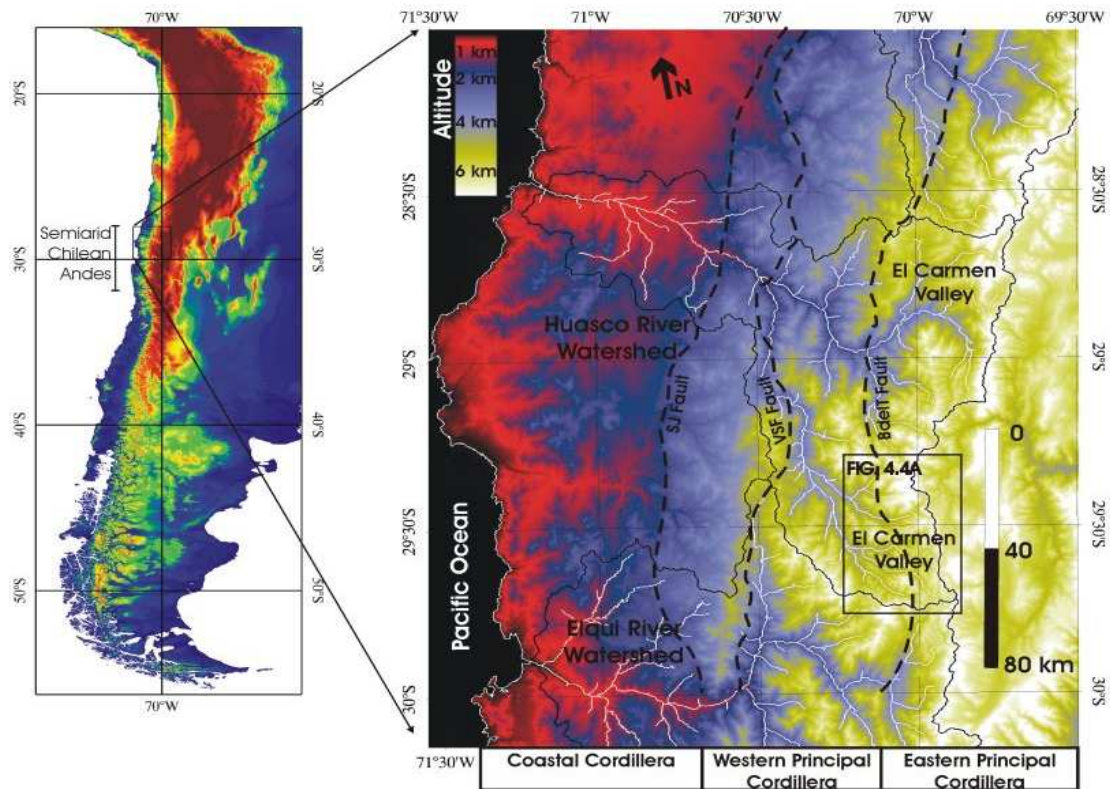 70°W
20°S
20°S
Semiarid
Chilean
Andes
30°S
30°S
40°S
40°S
50°S
50°S
70°W
71°30'W
71°W
70°30'W
70°W
69°30'W
Altitude
1 km
2 km
4 km
6 km
N
28°30'S
28°30'S
El Carmen
Valley
Huasco River
Watershed
29°S
29°S
SJ Fault
VSF Fault
BdelT Fault
0
FIG. 4.4A
29°30'S
29°30'S
El Carmen
Valley
40
Pacific Ocean
Elqui River
Watershed
80 km
30°S
30°S
71°30'W
Coastal Cordillera
Western Principal
Cordillera
Eastern Principal
Cordillera